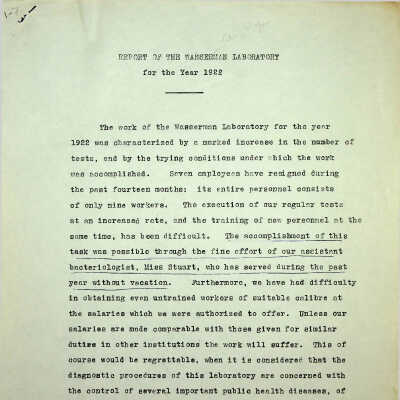 1-3
REPORT OF THE WASSERMAN LABORATORY
for the Year 1922
The work of the Wasserman Laboratory for the year
1922 was characterized by a marked increase in the number of
tests, and by the trying conditions under which the work
was accomplished. Seven employees have resigned during
the past fourteen months: its entire personnel consists
of only nine workers. The execution of our regular tests
at an increased rate, and the training of new personnel at the
same time, has been difficult. The accomplishment of this
task was possible through the fine effort of our assistant
bacteriologist, Miss Stuart, who has served during the past
year without vacation. Furthermore, we have had difficulty
in obtaining even untrained workers of suitable calibre at
the salaries which we were authorized to offer. Unless our
salaries are made comparable with those given for similar
duties in other institutions the work will suffer. This of
course would be regrettable, when it is considered that the
diagnostic procedures of this laboratory are concerned with
the control of several important public health diseases, of